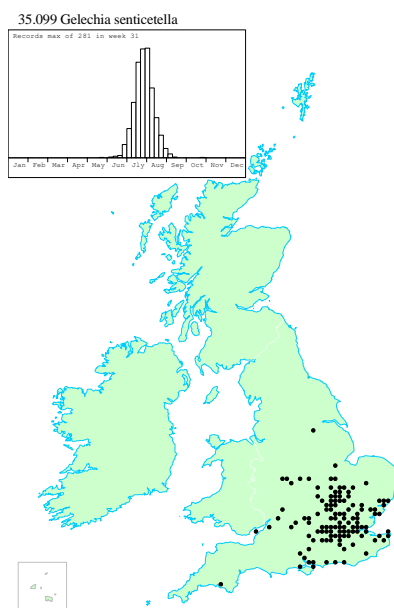 35.099 Gelechia senticetella
Records max of 281 in week 31
Jan Feb Mar Apr May Jun Jly Aug Sep Oct Nov Dec